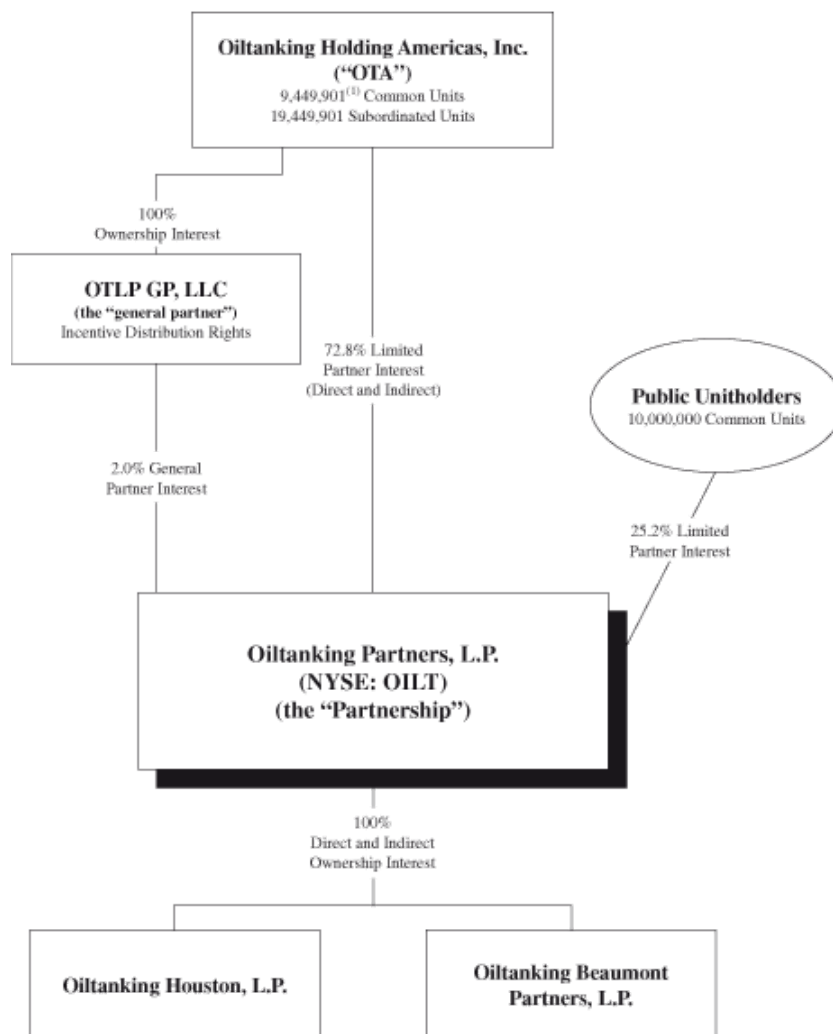 Oiltanking Holding Americas, Inc.
(“OTA”)
9,449,901(1) Common Units
19,449,901 Subordinated Units
100%
Ownership Interest
OTLP GP, LLC
(the “general partner”)
Incentive Distribution Rights
72.8% Limited
Partner Interest
(Direct and Indirect)
Public Unitholders
10,000,000 Common Units
2.0% General
Partner Interest
25.2% Limited
Partner Interest
Oiltanking Partners, L.P.
(NYSE: OILT)
(the “Partnership”)
100%
Direct and Indirect
Ownership Interest
Oiltanking Houston, L.P.
Oiltanking Beaumont
Partners, L.P.